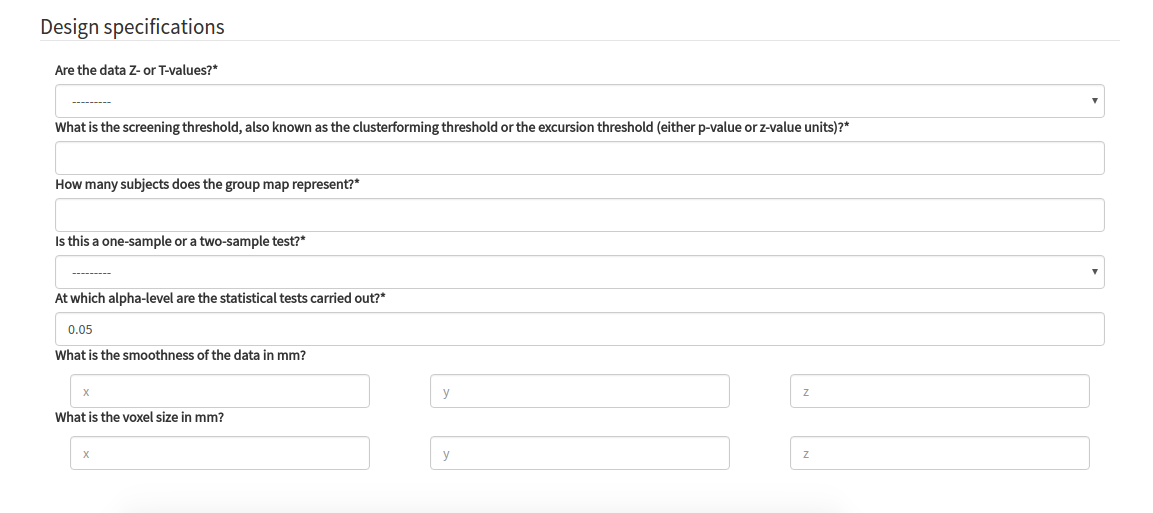 Design specifications
Are the data Z- or T-values?*
---------
What is the screening threshold, also known as the clusterforming threshold or the excursion threshold (either p-value or z-value units)?*
How many subjects does the group map represent?*
Is this a one-sample or a two-sample test?*
---------
At which alpha-level are the statistical tests carried out?*
0.05
What is the smoothness of the data in mm?
x y z
What is the voxel size in mm?
x y z